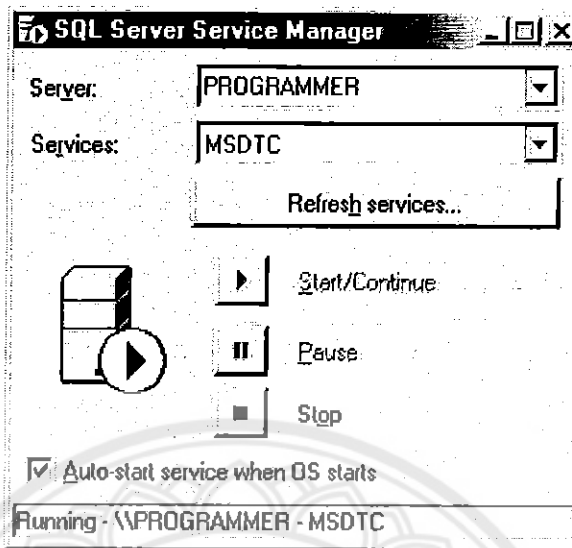 SQL Server Service Manager
Server: PROGRAMMER
Services: MSDTC
Refresh services...
Start/Continue
Pause
Stop
Auto-start service when OS starts
Running - \\PROGRAMMER - MSDTC